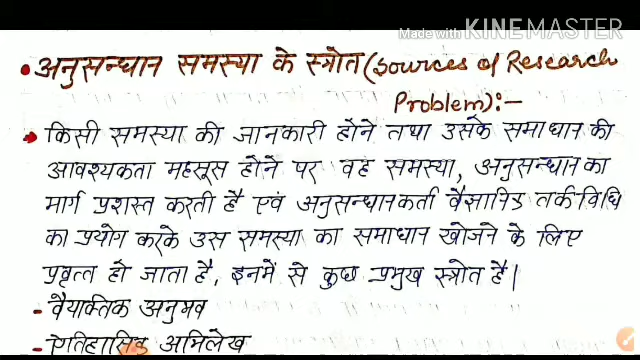 Made with KINEMASTER
• अनुसन्धान समस्या के स्त्रोत (Sources of Research
Problem):-
→ किसी समस्या की जानकारी होने तथा उसके समाधान की
आवश्यकता महसूस होने पर वह समस्या, अनुसन्धान का
मार्ग प्रशस्त करती है एवं अनुसन्धानकर्ता वैज्ञानिक तर्क विधि
का प्रयोग करके उस समस्या का समाधान खोजने के लिए
प्रवृत्त हो जाता है, इनमें से कुछ प्रमुख स्त्रोत है।
- वैयाक्तिक अनुभव
- ऐतिहासिक अभिलेख